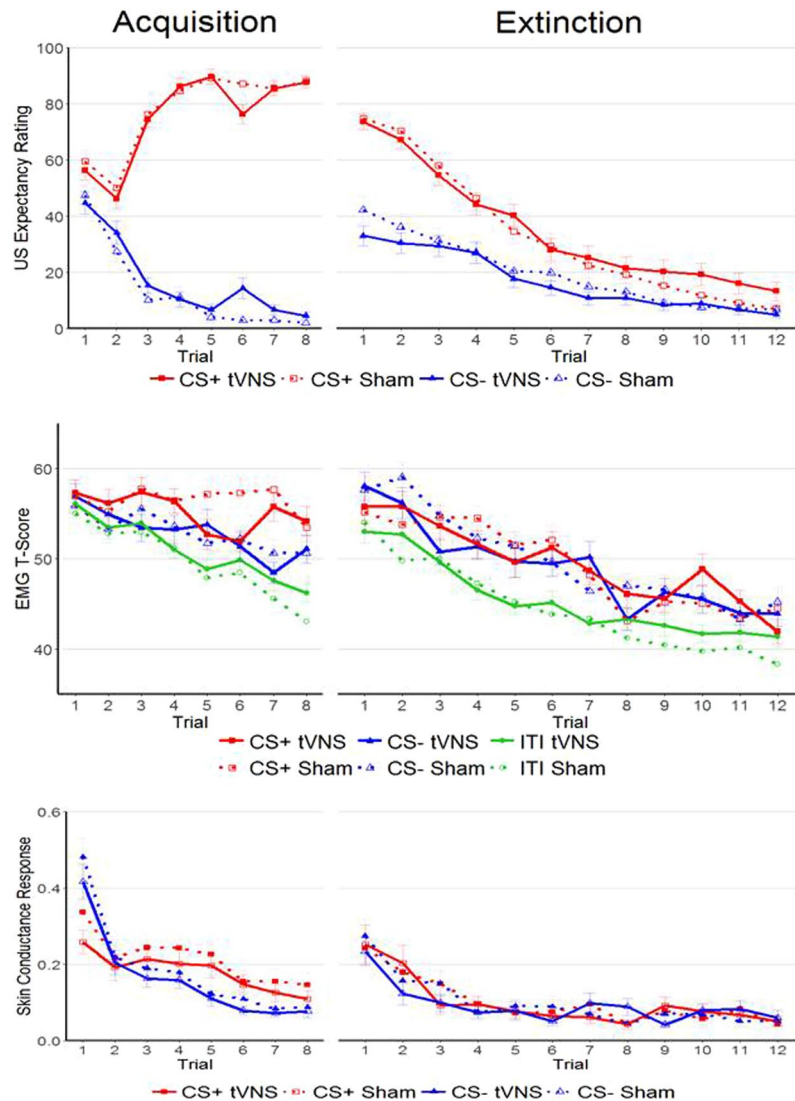 Acquisition Extinction
US Expectancy Rating
100
80
60
40
20
0
1 2 3 4 5 6 7 8 1 2 3 4 5 6 7 8 9 10 11 12
Trial Trial
CS+ tVNS CS+ Sham CS- tVNS CS- Sham
EMG T-Score
60
50
40
1 2 3 4 5 6 7 8 1 2 3 4 5 6 7 8 9 10 11 12
Trial Trial
CS+ tVNS CS- tVNS ITI tVNS
CS+ Sham CS- Sham ITI Sham
Skin Conductance Response
0.6
0.4
0.2
0.0
1 2 3 4 5 6 7 8 1 2 3 4 5 6 7 8 9 10 11 12
Trial Trial
CS+ tVNS CS+ Sham CS- tVNS CS- Sham